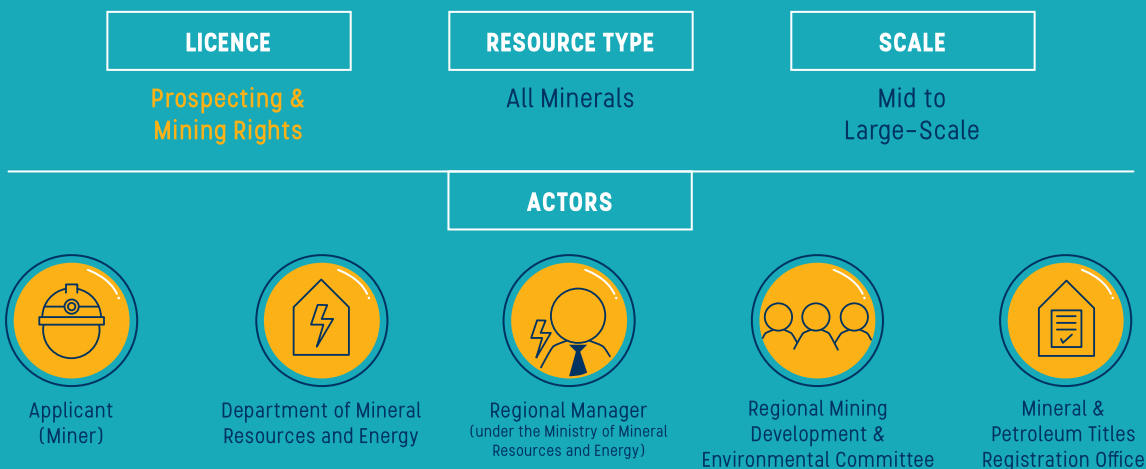 LICENCE
Prospecting &
Mining Rights
RESOURCE TYPE
All Minerals
SCALE
Mid to
Large-Scale
ACTORS
Applicant
(Miner)
Department of Mineral
Resources and Energy
Regional Manager
(under the Ministry of Mineral
Resources and Energy)
Regional Mining
Development &
Environmental Committee
Mineral &
Petroleum Titles
Registration Office